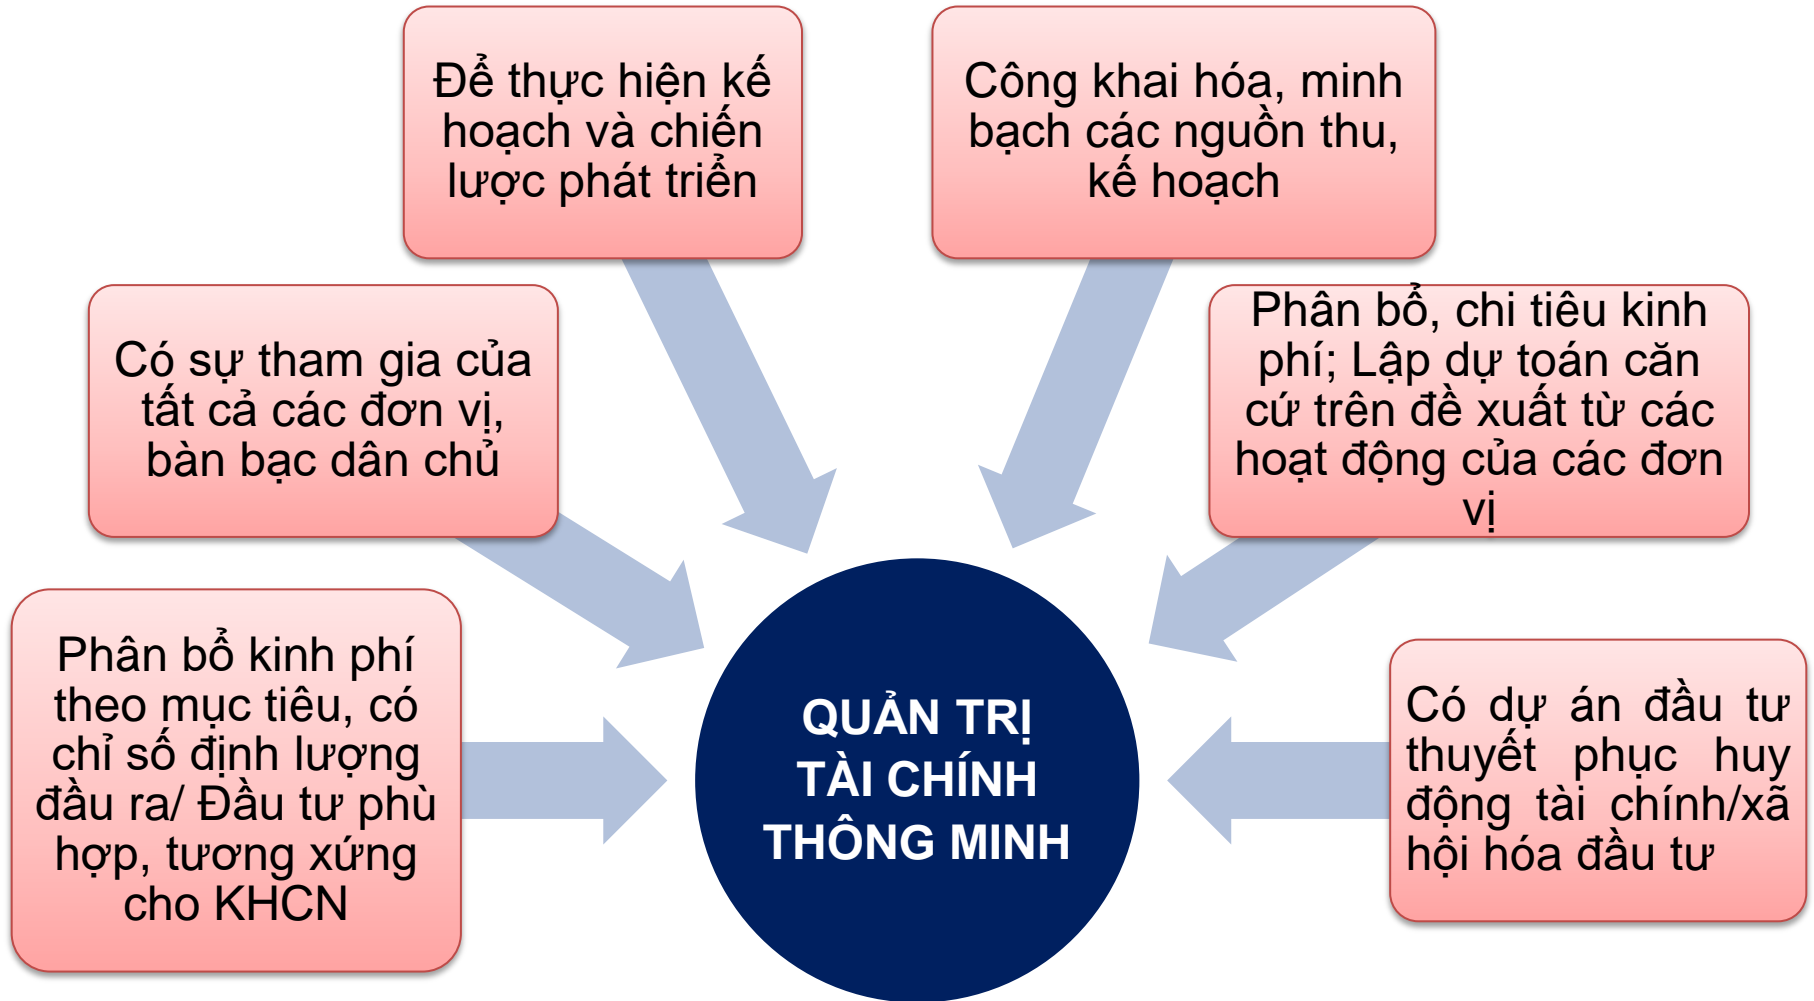 Để thực hiện kế
hoạch và chiến
lược phát triển
Công khai hóa, minh
bạch các nguồn thu,
kế hoạch
Có sự tham gia của
tất cả các đơn vị,
bàn bạc dân chủ
Phân bổ, chi tiêu kinh
phí; Lập dự toán căn
cứ trên đề xuất từ các
hoạt động của các đơn
vị
Phân bổ kinh phí
theo mục tiêu, có
chỉ số định lượng
đầu ra/ Đầu tư phù
hợp, tương xứng
cho KHCN
QUẢN TRỊ
TÀI CHÍNH
THÔNG MINH
Có dự án đầu tư
thuyết phục huy
động tài chính/xã
hội hóa đầu tư